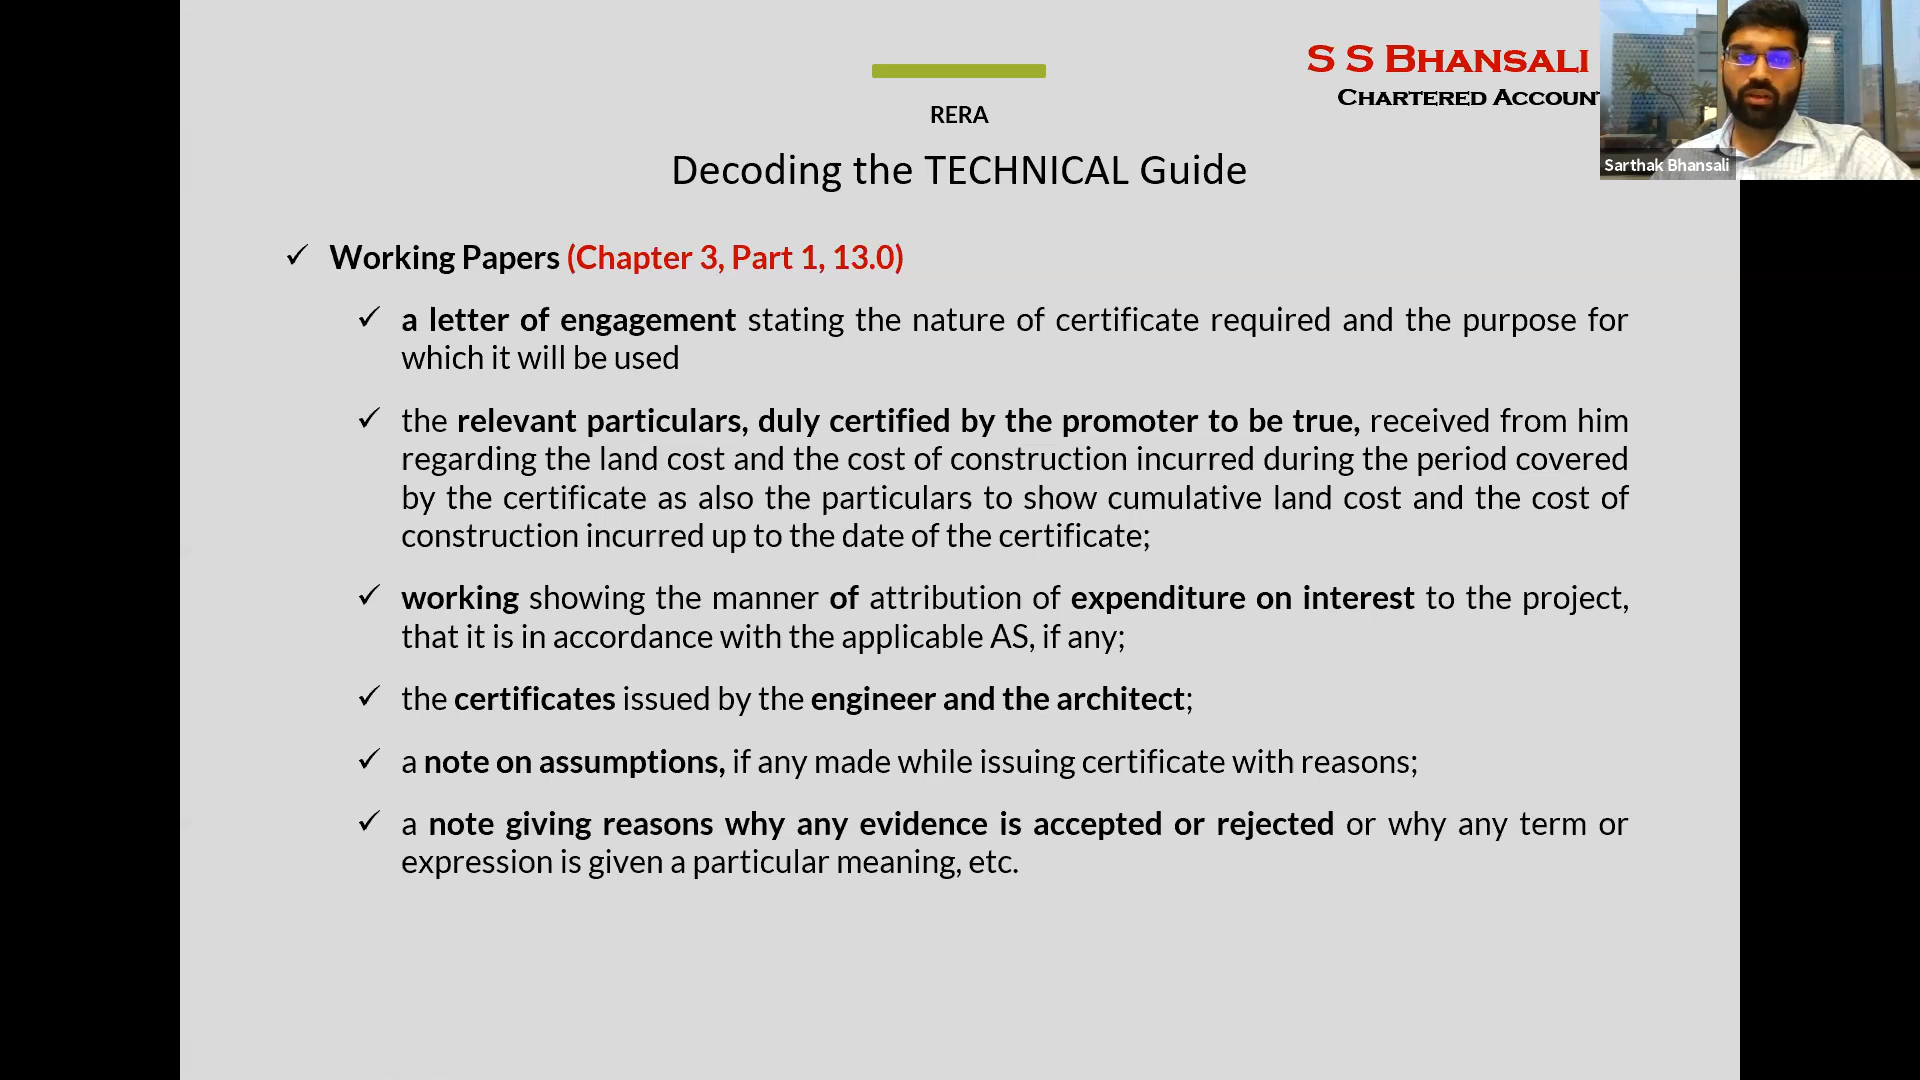 S S BHANSALI
CHARTERED ACCOUN
Sarthak Bhansali
RERA
Decoding the TECHNICAL Guide
✓ Working Papers (Chapter 3, Part 1, 13.0)
✓ a letter of engagement stating the nature of certificate required and the purpose for
which it will be used
✓ the relevant particulars, duly certified by the promoter to be true, received from him
regarding the land cost and the cost of construction incurred during the period covered
by the certificate as also the particulars to show cumulative land cost and the cost of
construction incurred up to the date of the certificate;
✓ working showing the manner of attribution of expenditure on interest to the project,
that it is in accordance with the applicable AS, if any;
✓ the certificates issued by the engineer and the architect;
✓ a note on assumptions, if any made while issuing certificate with reasons;
✓ a note giving reasons why any evidence is accepted or rejected or why any term or
expression is given a particular meaning, etc.